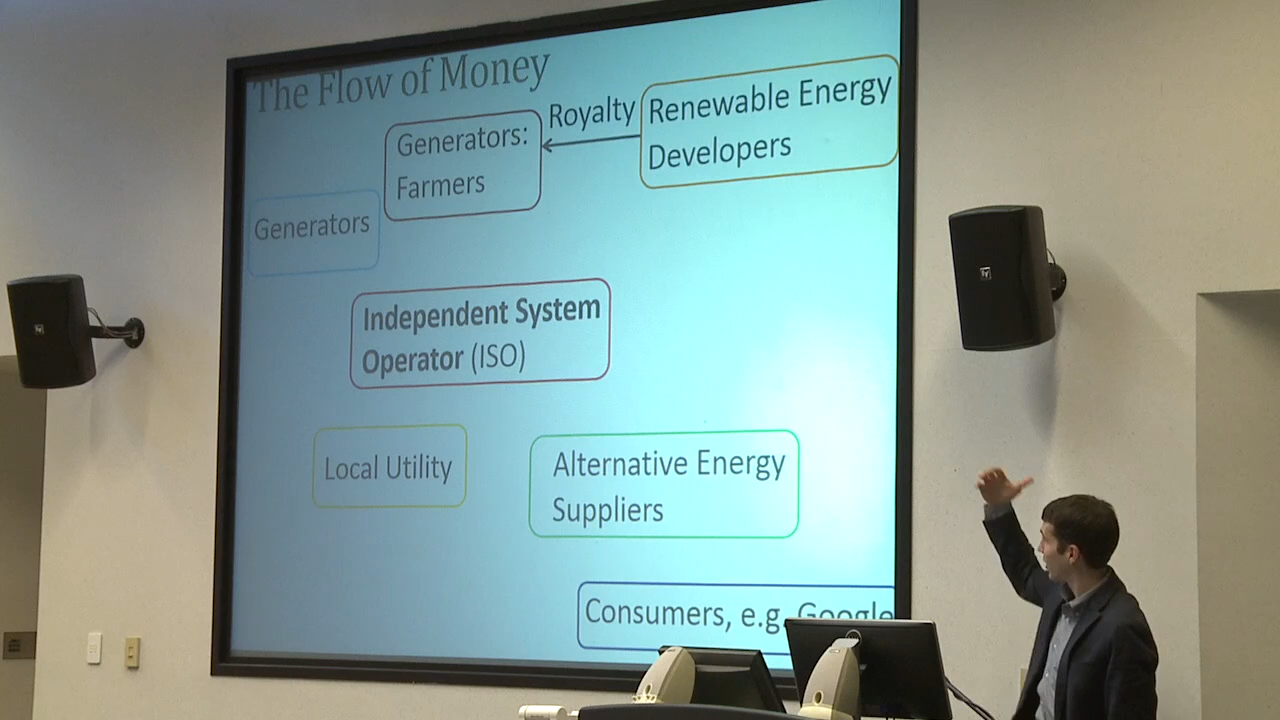 The Flow of Money
Royalty
Renewable Energy
Developers
Generators:
Farmers
Generators
Independent System
Operator (ISO)
Local Utility
Alternative Energy
Suppliers
Consumers, e.g. Google